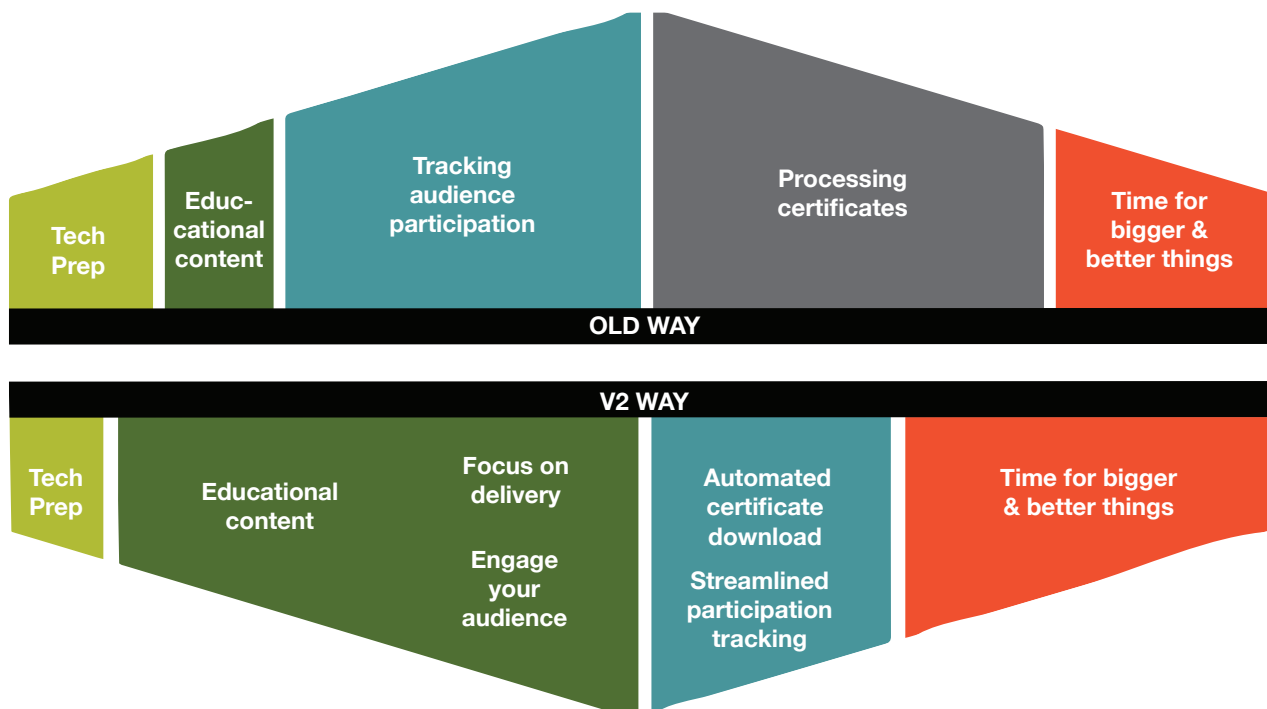 Tech
Prep
Educ-
cational
content
Tracking
audience
participation
Processing
certificates
Time for
bigger &
better things
OLD WAY
V2 WAY
Tech
Prep
Educational
content
Focus on
delivery
Engage
your
audience
Automated
certificate
download
Streamlined
participation
tracking
Time for bigger
& better things